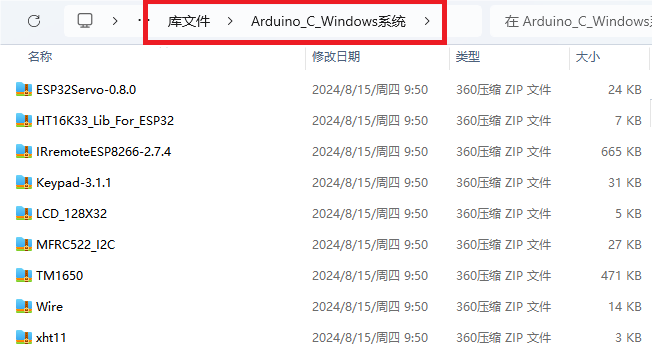 库文件 > Arduino_C_Windows系统 > 在 Arduino_C_Windows系
名称 修改日期 类型 大小
ESP32Servo-0.8.0 2024/8/15/周四 9:50 360压缩 ZIP 文件 24 KB
HT16K33_Lib_For_ESP32 2024/8/15/周四 9:50 360压缩 ZIP 文件 7 KB
IRremoteESP8266-2.7.4 2024/8/15/周四 9:50 360压缩 ZIP 文件 665 KB
Keypad-3.1.1 2024/8/15/周四 9:50 360压缩 ZIP 文件 31 KB
LCD_128X32 2024/8/15/周四 9:50 360压缩 ZIP 文件 5 KB
MFRC522_I2C 2024/8/15/周四 9:50 360压缩 ZIP 文件 27 KB
TM1650 2024/8/15/周四 9:50 360压缩 ZIP 文件 471 KB
Wire 2024/8/15/周四 9:50 360压缩 ZIP 文件 14 KB
xht11 2024/8/15/周四 9:50 360压缩 ZIP 文件 3 KB